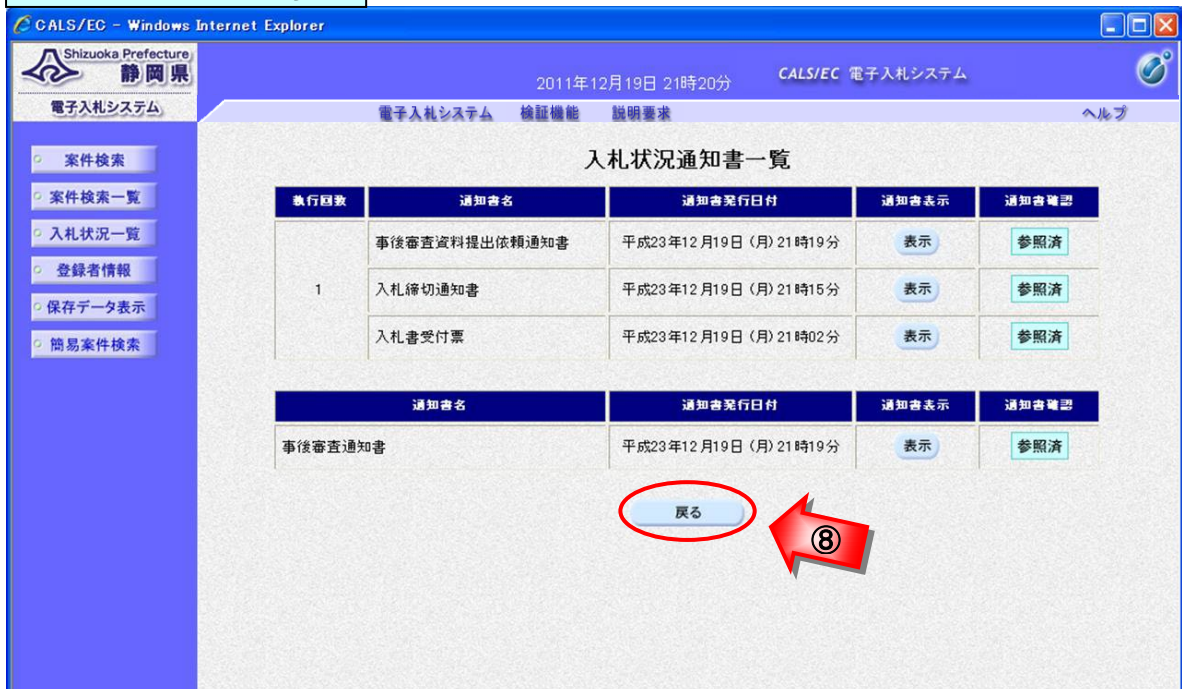 CALS/EC - Windows Internet Explorer
Shizuoka Prefecture
静岡県
電子入札システム
2011年12月19日 21時20分
CALS/EC 電子入札システム
電子入札システム 検証機能 説明要求 ヘルプ
案件検索
案件検索一覧
入札状況一覧
登録者情報
保存データ表示
簡易案件検索
入札状況通知書一覧
執行回数 通知書名 通知書発行日付 通知書表示 通知書確認
事後審査資料提出依頼通知書 平成23年12月19日（月）21時19分 表示 参照済
1 入札締切通知書 平成23年12月19日（月）21時15分 表示 参照済
入札書受付票 平成23年12月19日（月）21時02分 表示 参照済
通知書名 通知書発行日付 通知書表示 通知書確認
事後審査通知書 平成23年12月19日（月）21時19分 表示 参照済
戻る
⑧